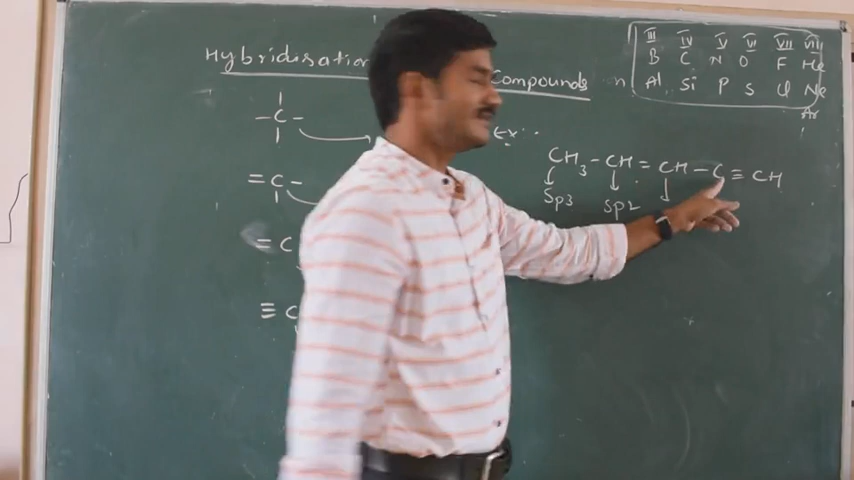 Hybridisation Compounds
III IV V VI VII VIII
B C N O F He
Al Si P S Cl Ne
Ar
-C-
Ex:
CH3 - CH = CH - C ≡ CH
Sp3 Sp2
= C -
= C
≡ C